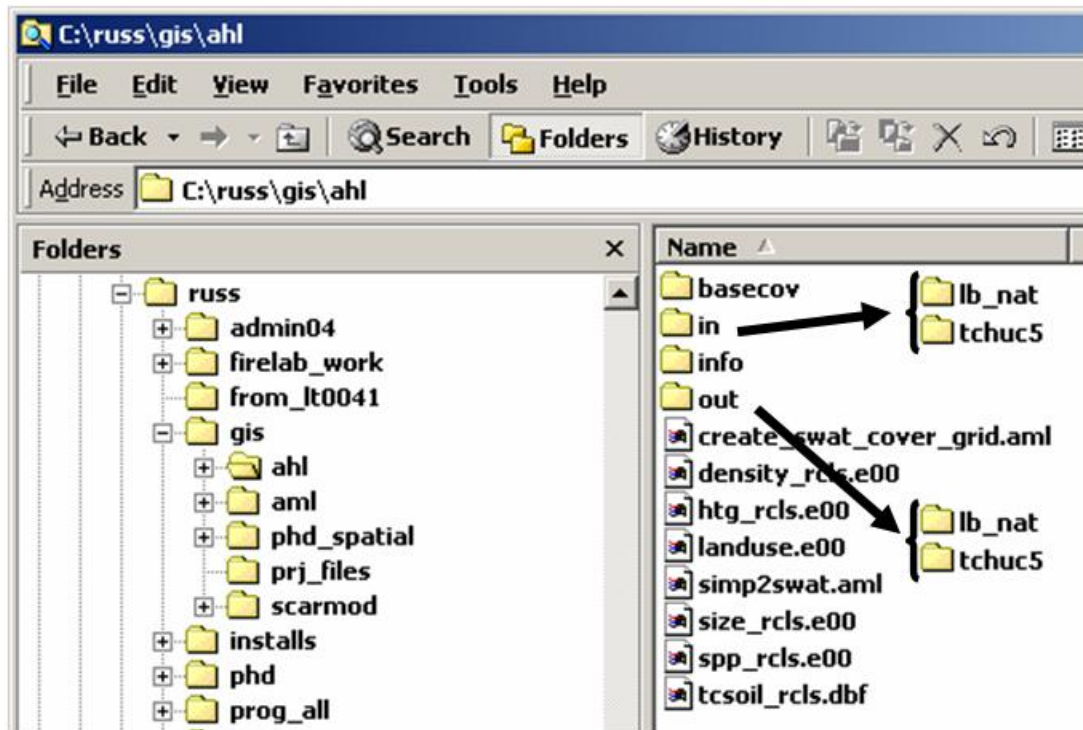 C:\russ\gis\ahl
File Edit View Favorites Tools Help
Back Search Folders History
Address C:\russ\gis\ahl
Folders
russ
admin04
firelab_work
from_lt0041
gis
ahl
aml
phd_spatial
prj_files
scarmod
installs
phd
prog_all
Name
basecov
in
info
out
create_swat_cover_grid.aml
density_rcls.e00
htg_rcls.e00
landuse.e00
simp2swat.aml
size_rcls.e00
spp_rcls.e00
tcsoil_rcls.dbf
lb_nat
tchuc5
lb_nat
tchuc5